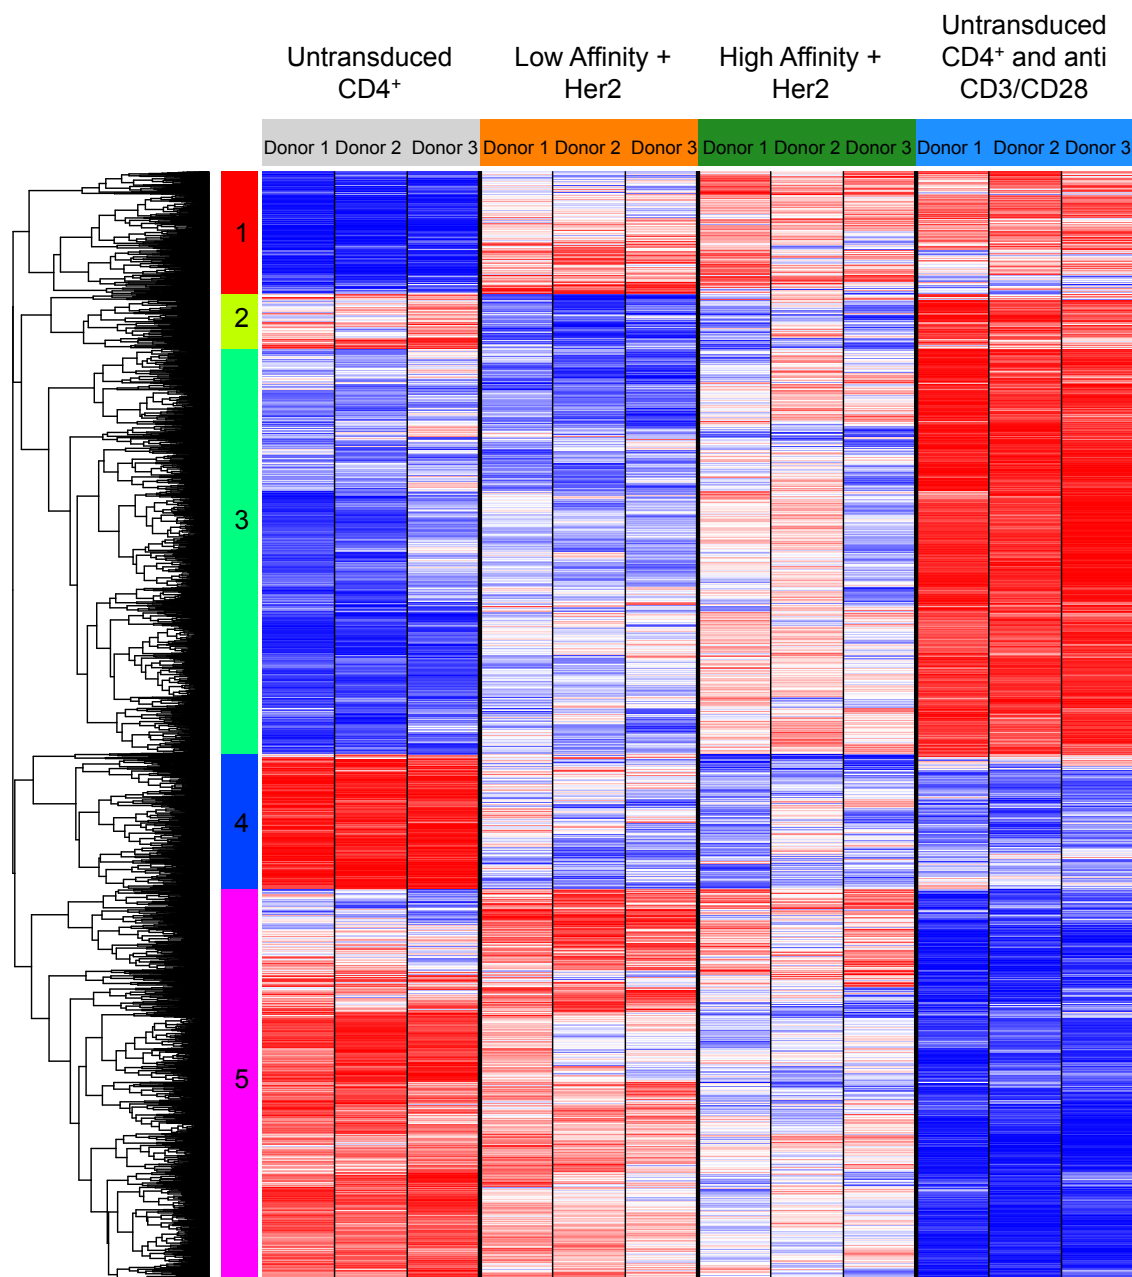 Untransduced
CD4⁺
Low Affinity +
Her2
High Affinity +
Her2
Untransduced
CD4⁺ and anti
CD3/CD28
Donor 1 Donor 2 Donor 3 Donor 1 Donor 2 Donor 3 Donor 1 Donor 2 Donor 3 Donor 1 Donor 2 Donor 3
1
2
3
4
5